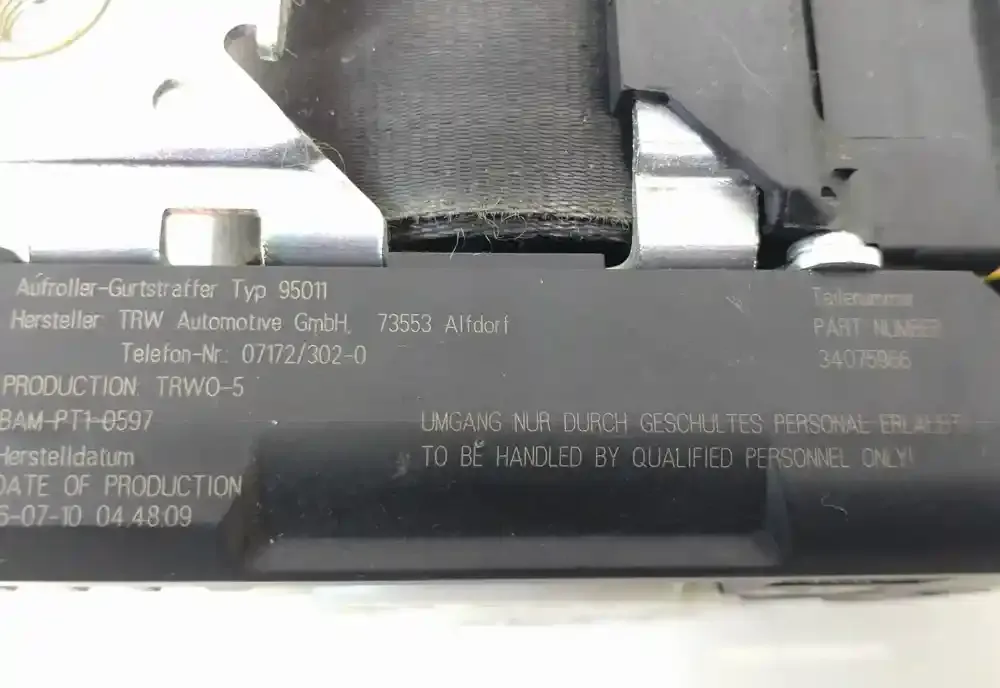 Aufroller-Gurtstraffer Typ 95011
Hersteller: TRW Automotive GmbH, 73553 Alfdorf
Telefon-Nr.: 07172/302-0
PRODUCTION: TRWO-5
BAM-PT1-0597
Herstelldatum
DATE OF PRODUCTION
6-07-10 04.48.09
Teilenummer
PART NUMBER
34075966
UMGANG NUR DURCH GESCHULTES PERSONAL ERLAUBT
TO BE HANDLED BY QUALIFIED PERSONNEL ONLY!